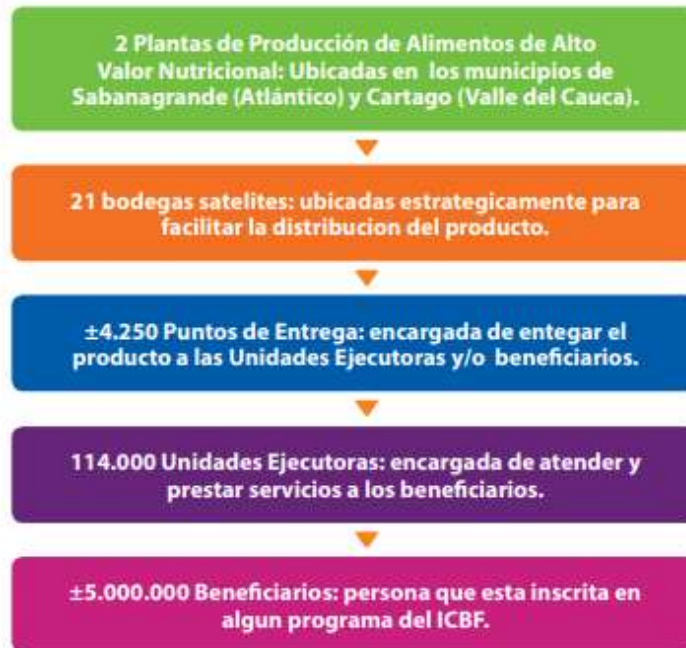 2 Plantas de Producción de Alimentos de Alto
Valor Nutricional: Ubicadas en los municipios de
Sabanagrande (Atlántico) y Cartago (Valle del Cauca).
21 bodegas satelites: ubicadas estrategicamente para
facilitar la distribucion del producto.
±4.250 Puntos de Entrega: encargada de entegar el
producto a las Unidades Ejecutoras y/o beneficiarios.
114.000 Unidades Ejecutoras: encargada de atender y
prestar servicios a los beneficiarios.
±5.000.000 Beneficiarios: persona que esta inscrita en
algun programa del ICBF.